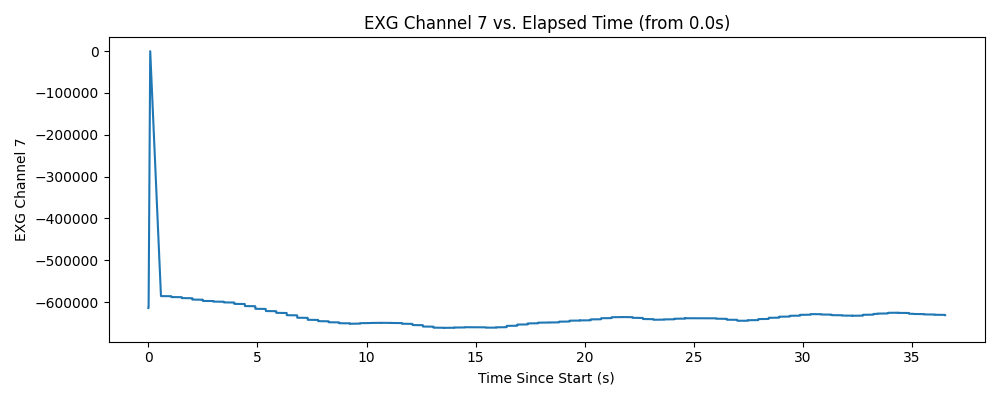 EXG Channel 7 vs. Elapsed Time (from 0.0s)
EXG Channel 7
0
−100000
−200000
−300000
−400000
−500000
−600000
0 5 10 15 20 25 30 35
Time Since Start (s)